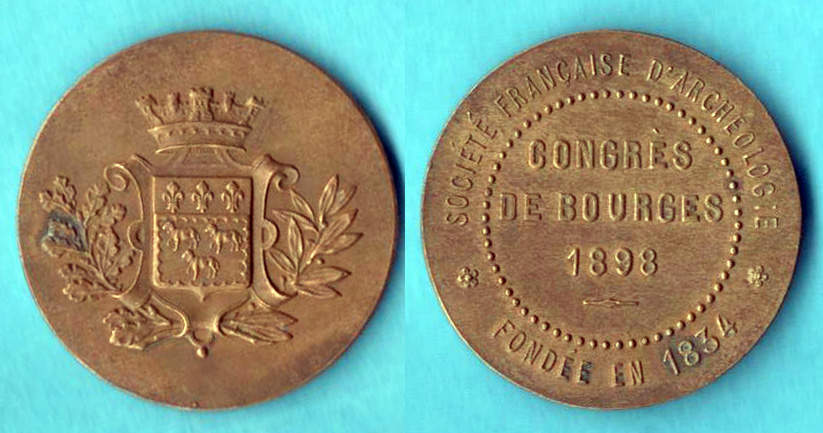 SOCIÉTÉ FRANÇAISE D'ARCHÉOLOGIE
CONGRÈS
DE BOURGES
1898
FONDÉE EN 1834